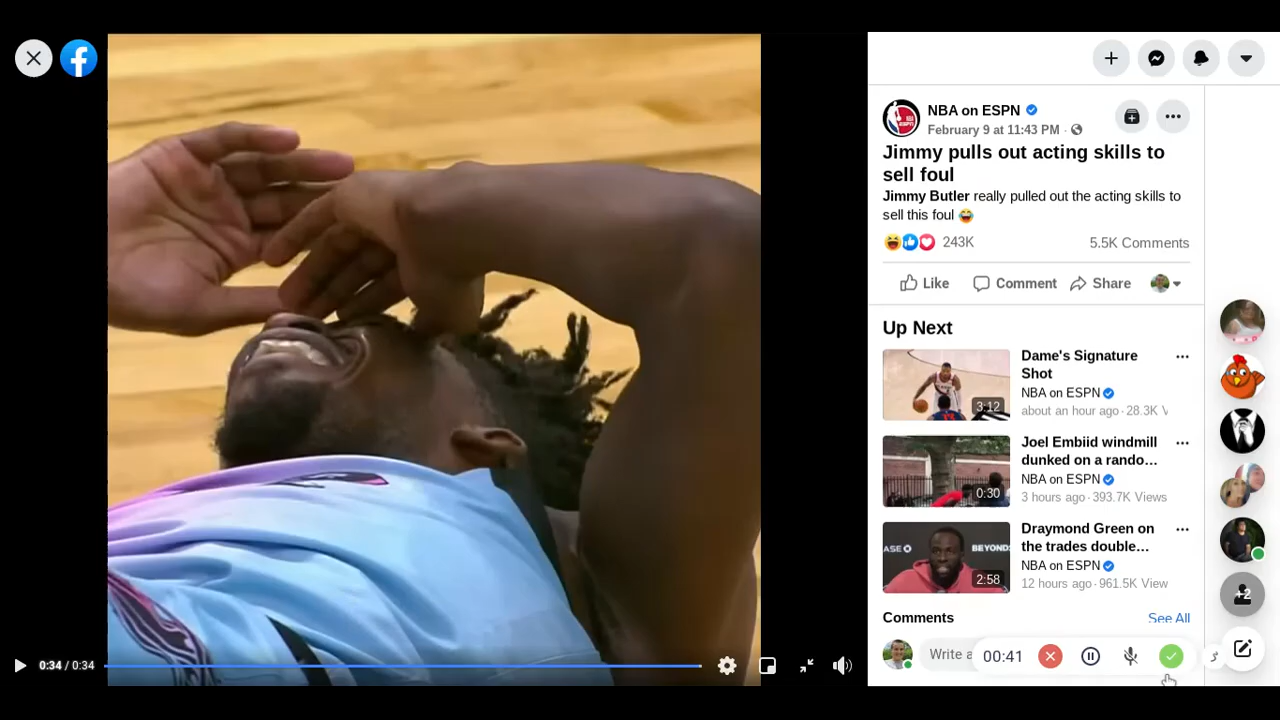 NBA on ESPN
February 9 at 11:43 PM ·
Jimmy pulls out acting skills to
sell foul
Jimmy Butler really pulled out the acting skills to
sell this foul 😂
243K
5.5K Comments
Like
Comment
Share
Up Next
Dame's Signature
Shot
NBA on ESPN
about an hour ago · 28.3K V
3:12
Joel Embiid windmill
dunked on a rando…
NBA on ESPN
3 hours ago · 393.7K Views
0:30
Draymond Green on
the trades double…
NBA on ESPN
12 hours ago · 961.5K View
ASE
BEYOND
2:58
+2
Comments
See All
Write a
00:41
0:34 / 0:34